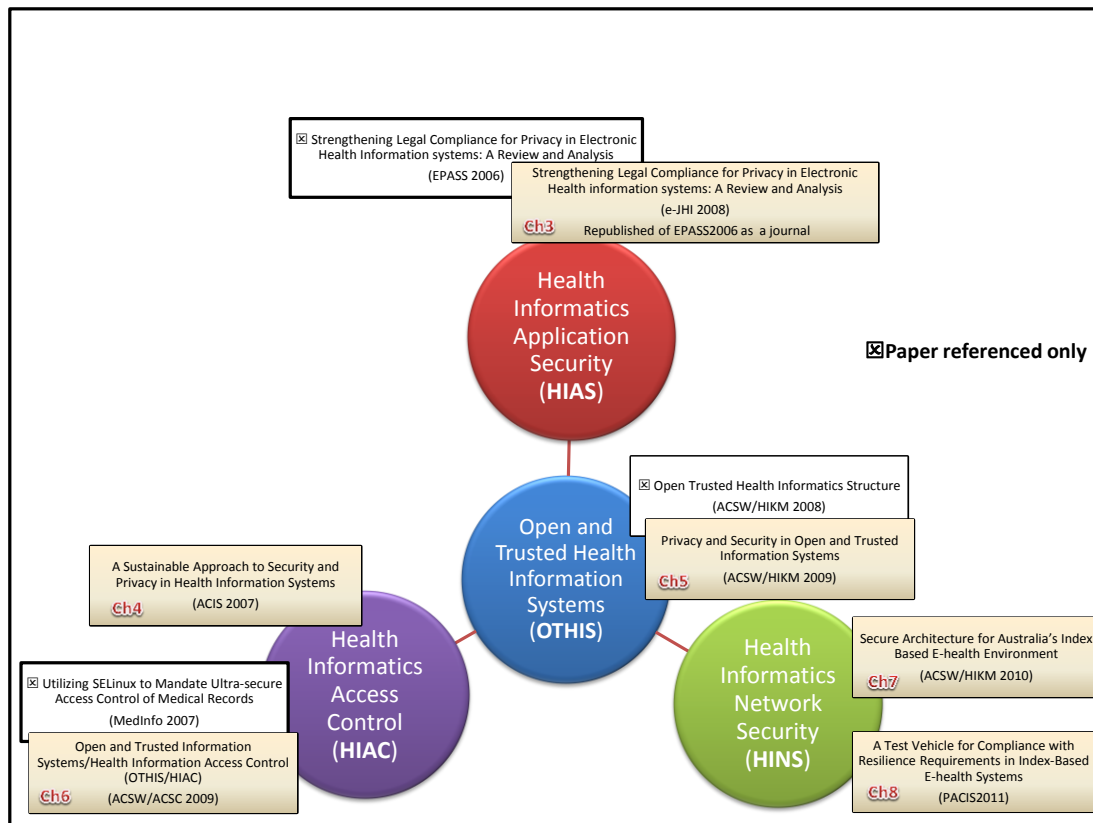 ☒ Strengthening Legal Compliance for Privacy in Electronic
Health Information systems: A Review and Analysis
(EPASS 2006)
Strengthening Legal Compliance for Privacy in Electronic
Health information systems: A Review and Analysis
(e-JHI 2008)
Ch3
Republished of EPASS2006 as a journal
Health
Informatics
Application
Security
(HIAS)
☒Paper referenced only
☒ Open Trusted Health Informatics Structure
(ACSW/HIKM 2008)
Privacy and Security in Open and Trusted
Information Systems
Ch5
(ACSW/HIKM 2009)
Open and
Trusted Health
Information
Systems
(OTHIS)
A Sustainable Approach to Security and
Privacy in Health Information Systems
(ACIS 2007)
Ch4
Health
Informatics
Access
Control
(HIAC)
☒ Utilizing SELinux to Mandate Ultra-secure
Access Control of Medical Records
(MedInfo 2007)
Open and Trusted Information
Systems/Health Information Access Control
(OTHIS/HIAC)
Ch6
(ACSW/ACSC 2009)
Health
Informatics
Network
Security
(HINS)
Secure Architecture for Australia's Index
Based E-health Environment
Ch7
(ACSW/HIKM 2010)
A Test Vehicle for Compliance with
Resilience Requirements in Index-Based
E-health Systems
Ch8
(PACIS2011)